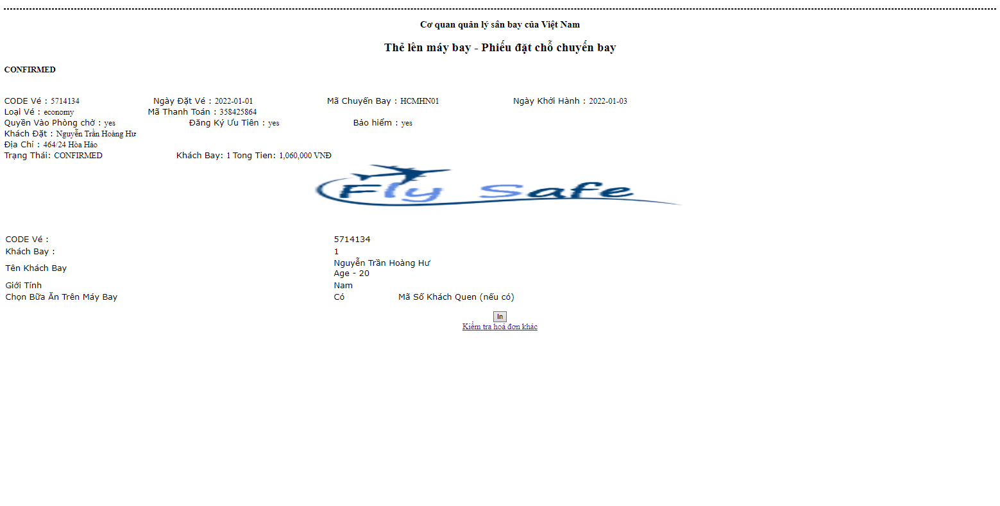 Cơ quan quản lý sân bay của Việt Nam
Thẻ lên máy bay - Phiếu đặt chỗ chuyến bay
CONFIRMED
CODE Vé : 5714134 Ngày Đặt Vé : 2022-01-01 Mã Chuyến Bay : HCMHN01 Ngày Khởi Hành : 2022-01-03
Loại Vé : economy Mã Thanh Toán : 358425864
Quyền Vào Phòng chờ : yes Đăng Ký Ưu Tiên : yes Bảo hiểm : yes
Khách Đặt : Nguyễn Trần Hoàng Hư
Địa Chỉ : 464/24 Hòa Hảo
Trạng Thái: CONFIRMED Khách Bay: 1 Tong Tien: 1,060,000 VNĐ
Fly Safe
CODE Vé : 5714134
Khách Bay : 1
Tên Khách Bay Nguyễn Trần Hoàng Hư
Age - 20
Giới Tính Nam
Chọn Bữa Ăn Trên Máy Bay Có Mã Số Khách Quen (nếu có)
In
Kiểm tra hoá đơn khác